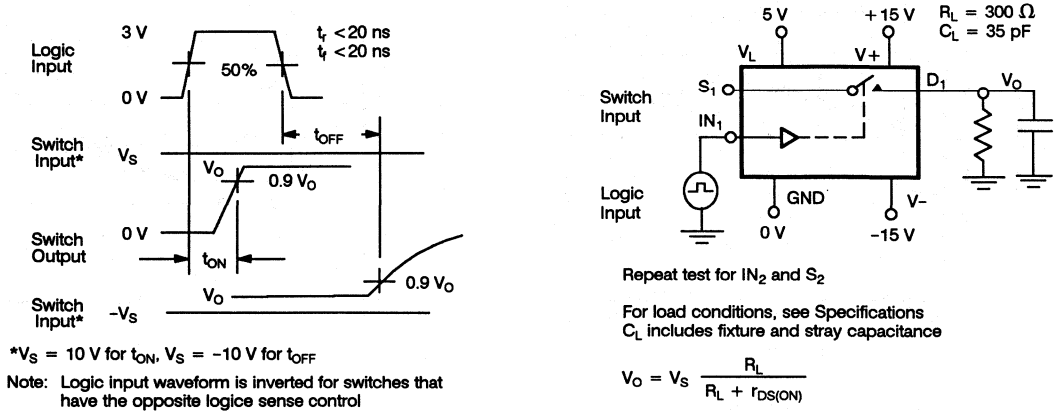 3 V
Logic
Input
50%
0 V
tr <20 ns
tf <20 ns
tOFF
Switch
Input*
VS
VO
0.9 VO
0 V
Switch
Output
tON
VO
0.9 VO
Switch
Input*
–VS
*VS = 10 V for tON, VS = –10 V for tOFF
Note: Logic input waveform is inverted for switches that
have the opposite logice sense control
5 V
+15 V
RL = 300 Ω
CL = 35 pF
VL
V+
Switch
Input
S1
D1
VO
IN1
Logic
Input
GND
V–
0 V
–15 V
Repeat test for IN2 and S2
For load conditions, see Specifications
CL includes fixture and stray capacitance
VO = VS RL
RL + rDS(ON)